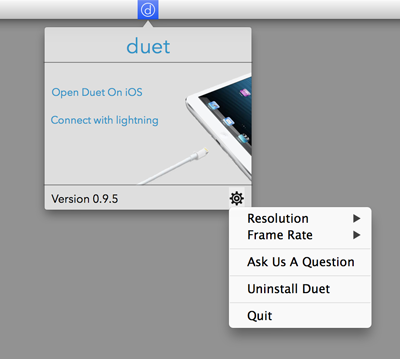 d
duet
Open Duet On iOS
Connect with lightning
Version 0.9.5
Resolution
Frame Rate
Ask Us A Question
Uninstall Duet
Quit